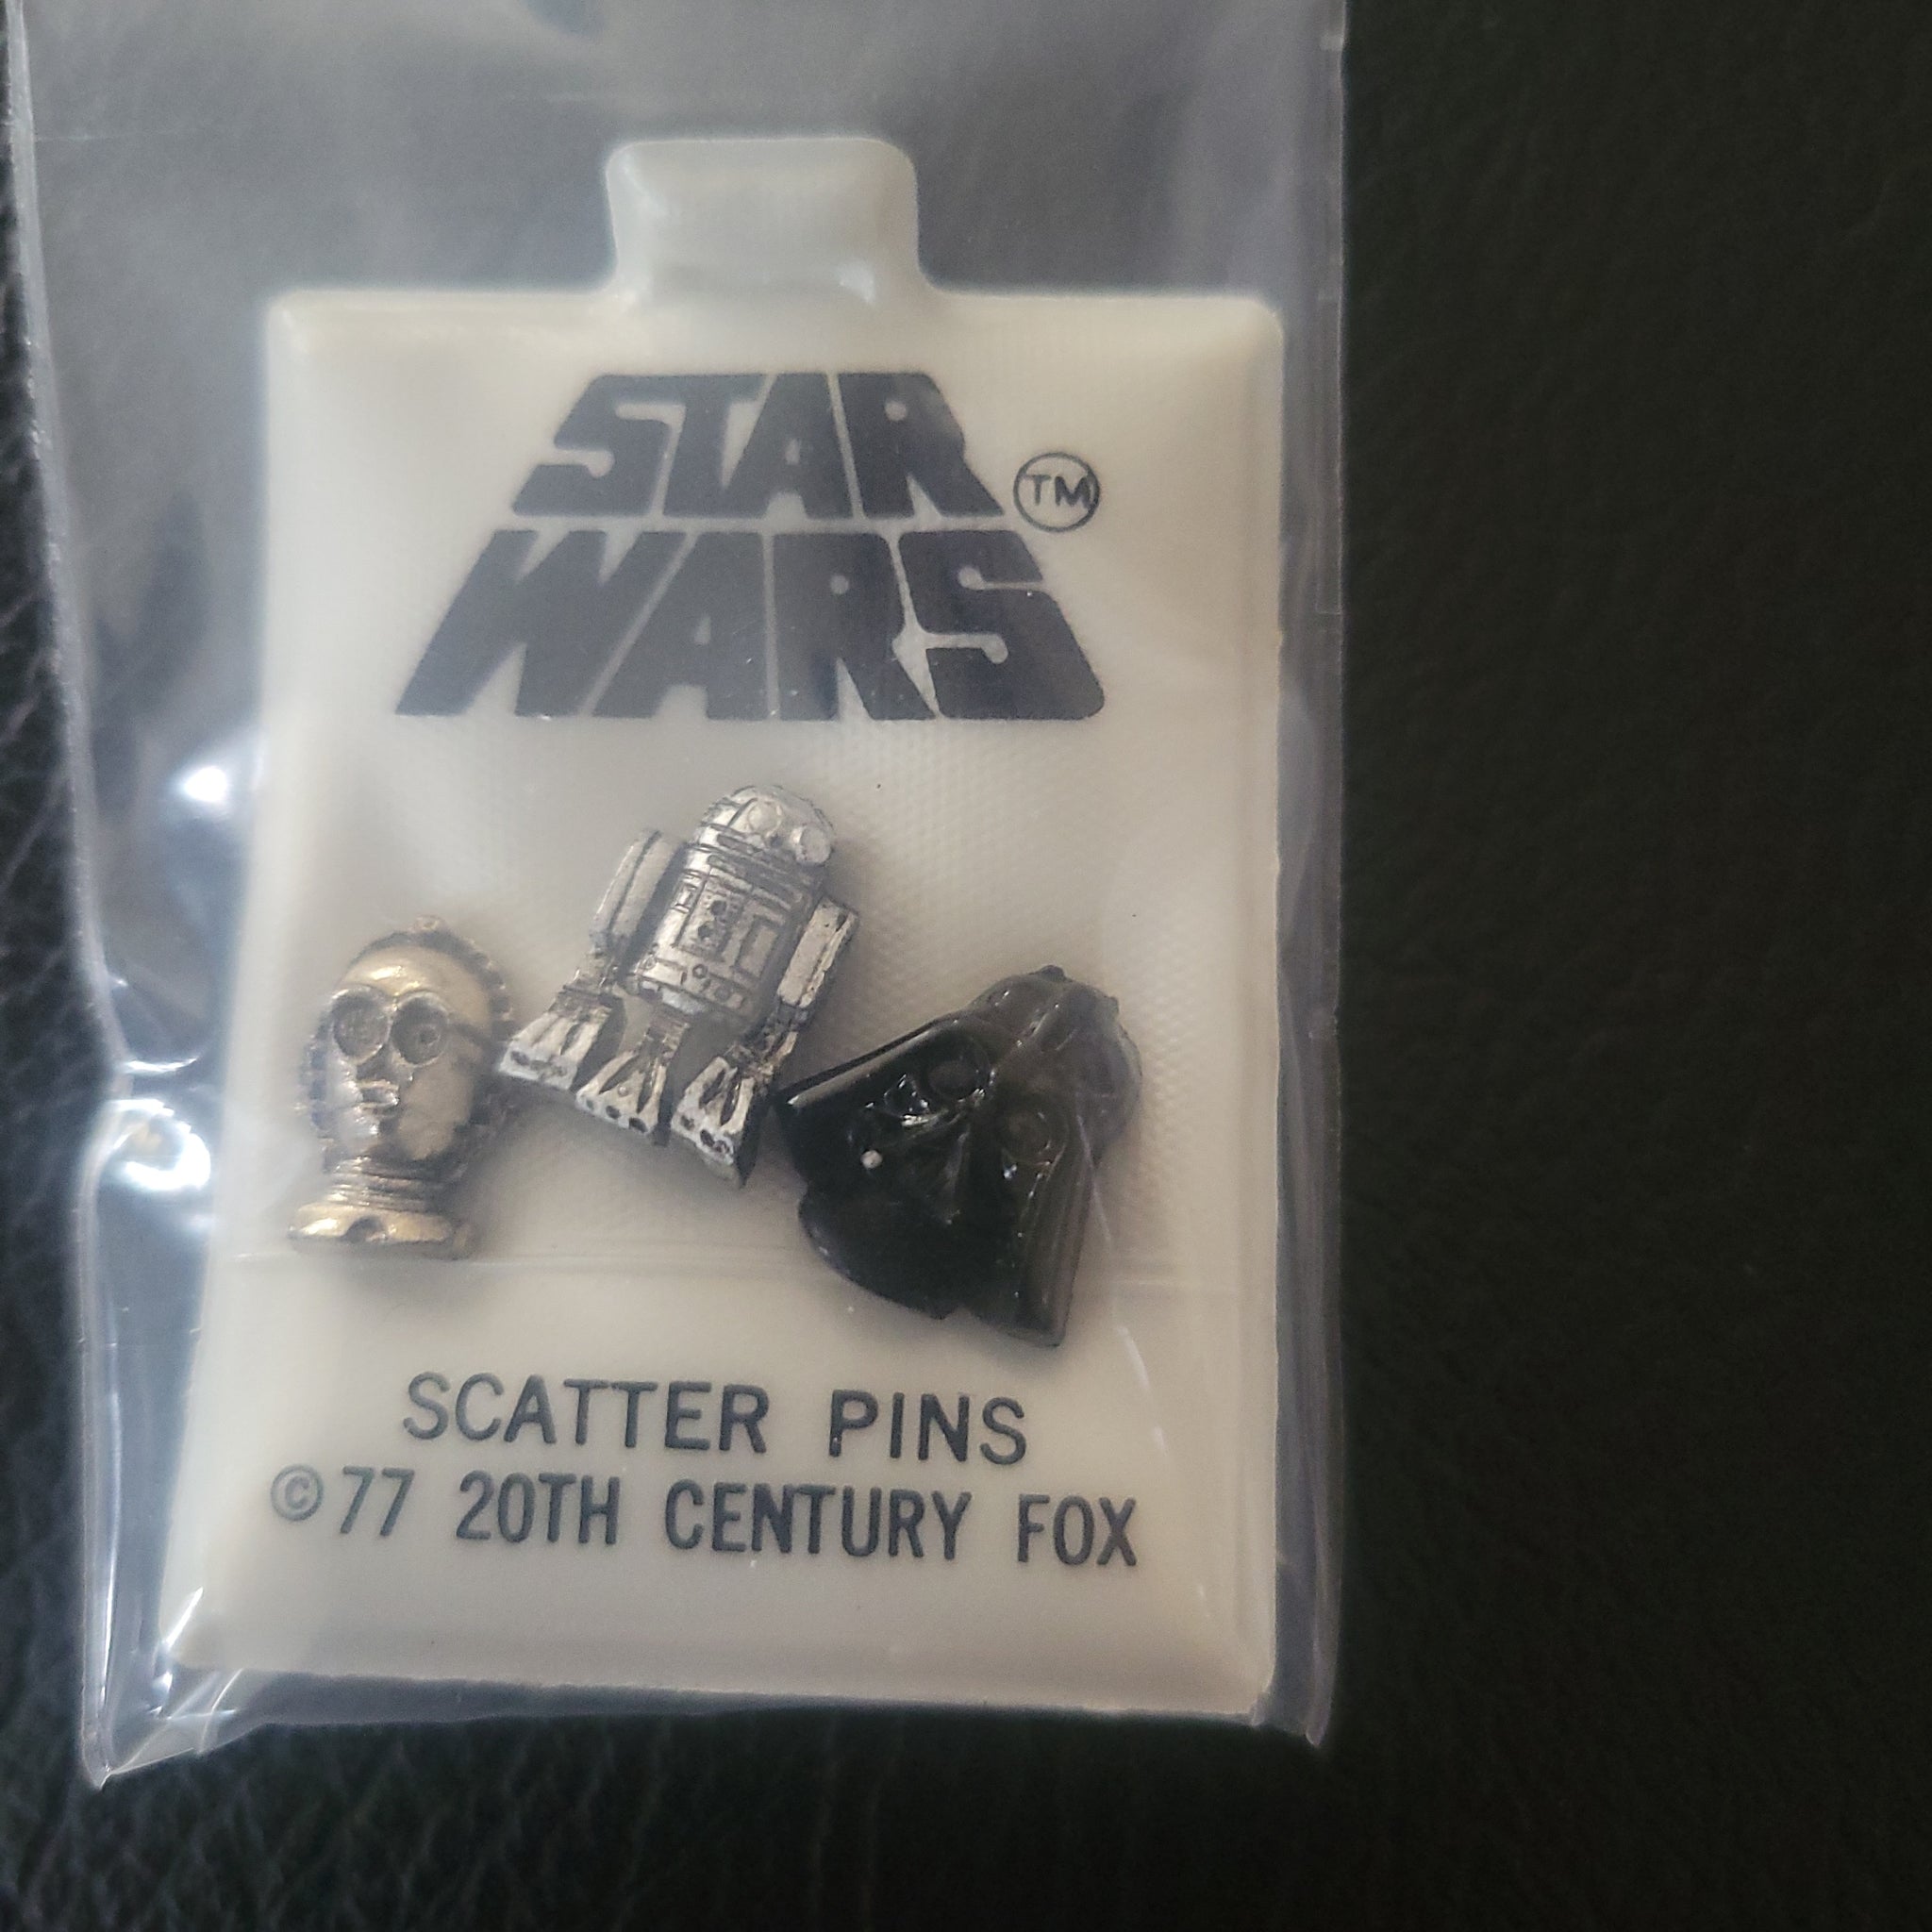 STAR
WARS TM
SCATTER PINS
©77 20TH CENTURY FOX